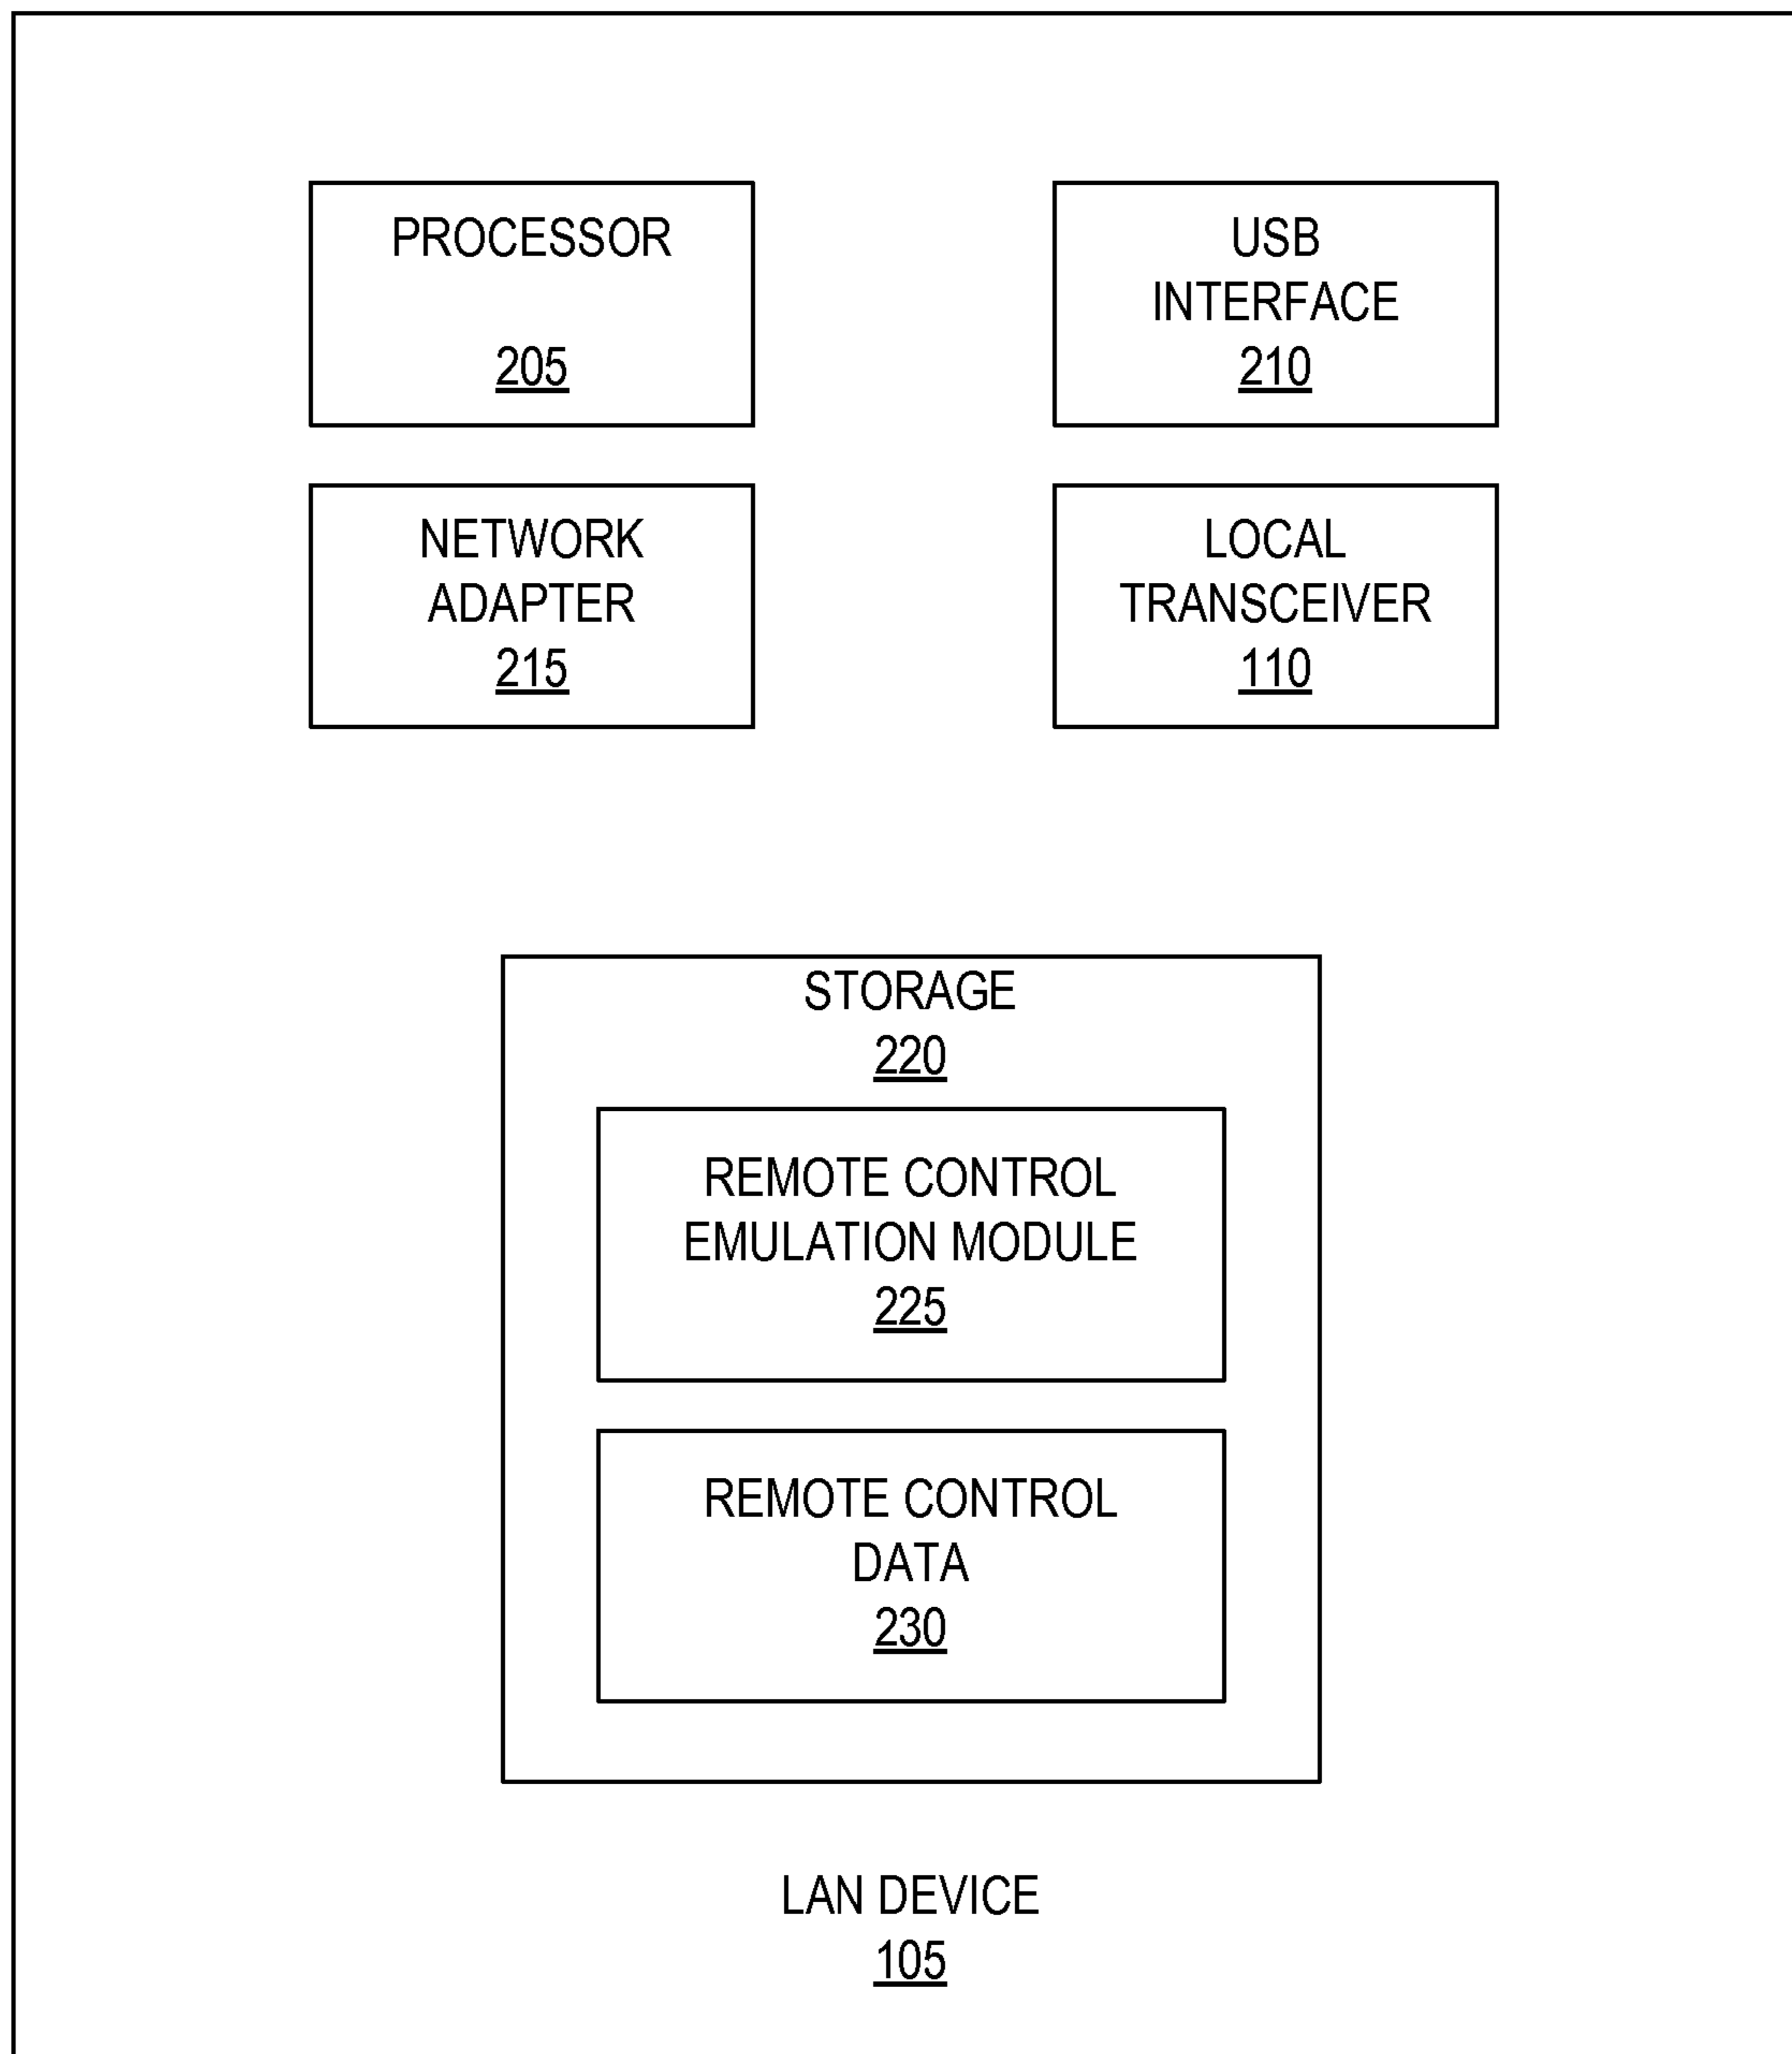 PROCESSOR
205
USB
INTERFACE
210
NETWORK
ADAPTER
215
LOCAL
TRANSCEIVER
110
STORAGE
220
REMOTE CONTROL
EMULATION MODULE
225
REMOTE CONTROL
DATA
230
LAN DEVICE
105